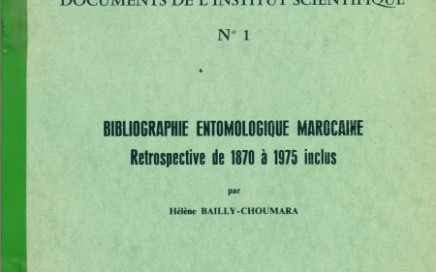 DOCUMENTS DE L'INSTITUT SCIENTIFIQUE
N° 1
BIBLIOGRAPHIE ENTOMOLOGIQUE MAROCAINE
Retrospective de 1870 à 1975 inclus
par
Hélène BAILLY-CHOUMARA